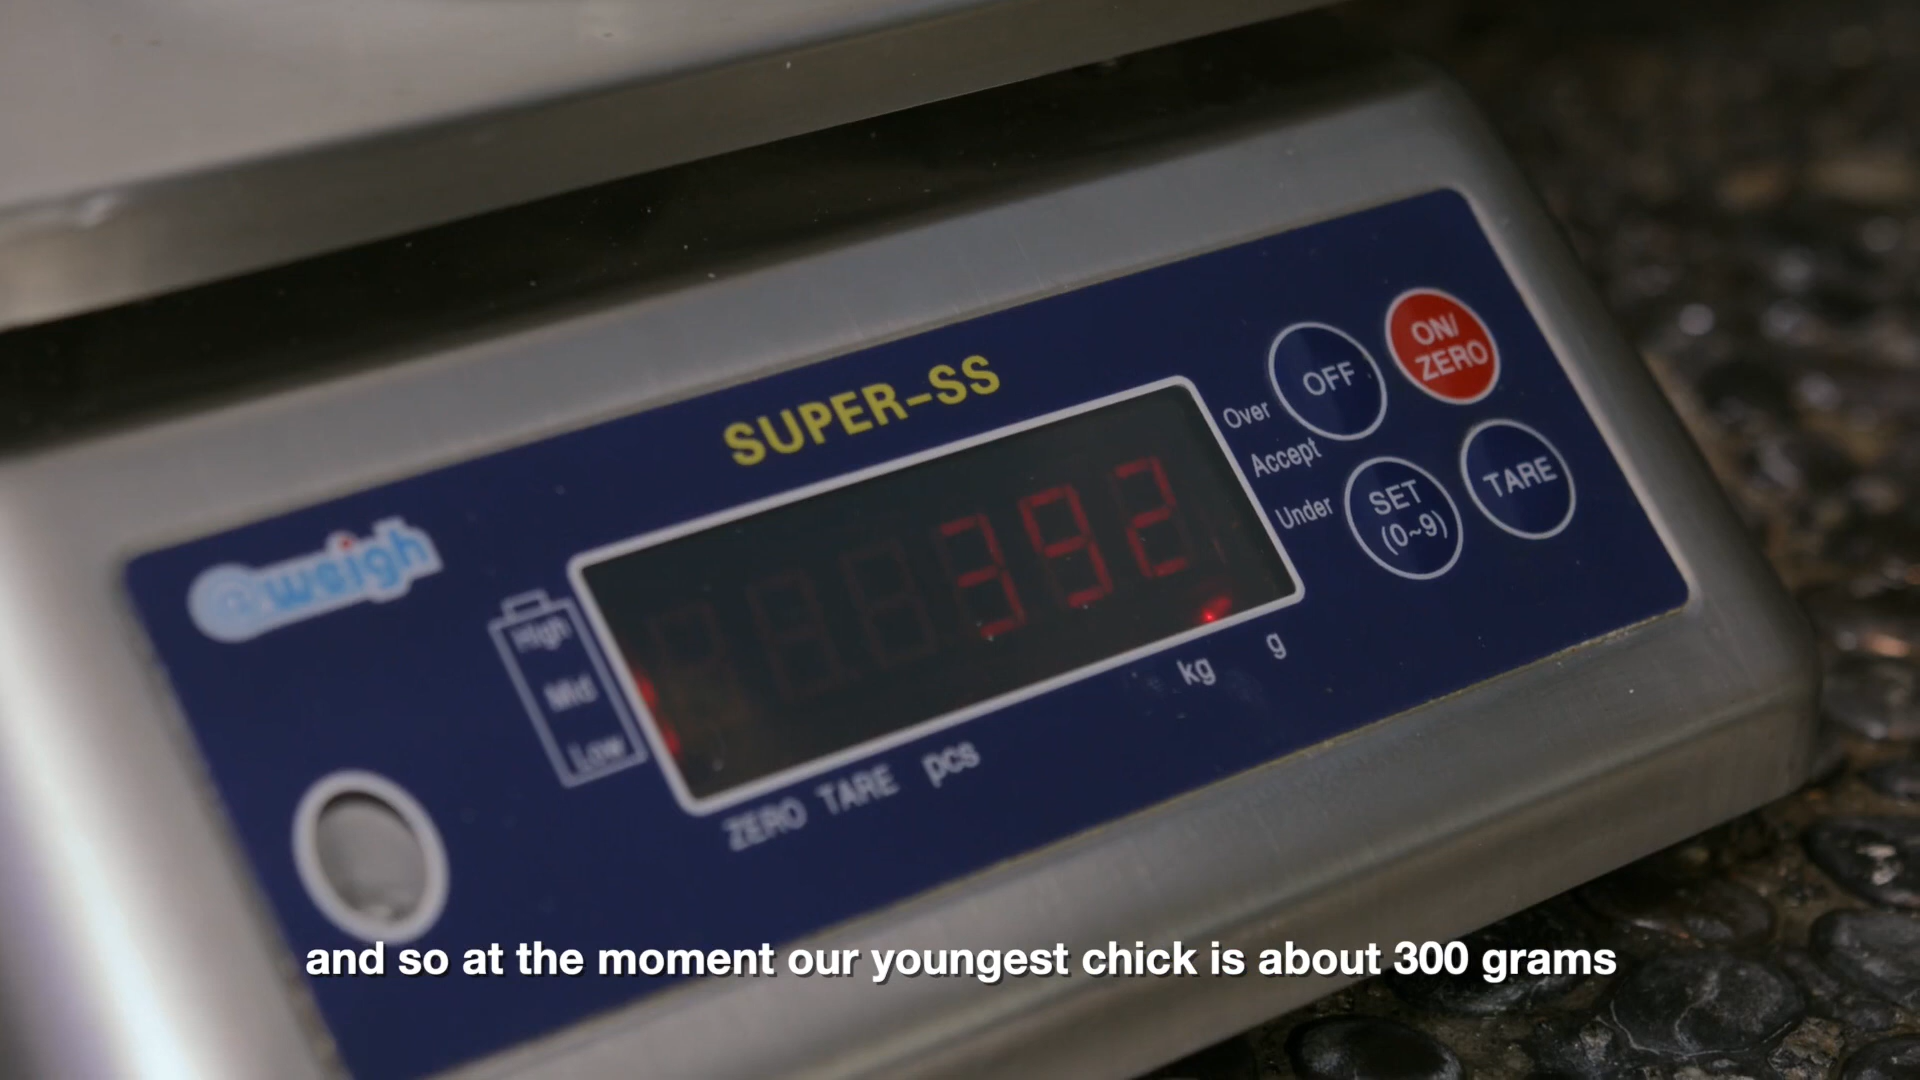 SUPER-SS
@weigh
High
Mid
Low
392
Over
Accept
Under
OFF
ON/
ZERO
SET
(0~9)
TARE
kg g
ZERO TARE pcs
and so at the moment our youngest chick is about 300 grams